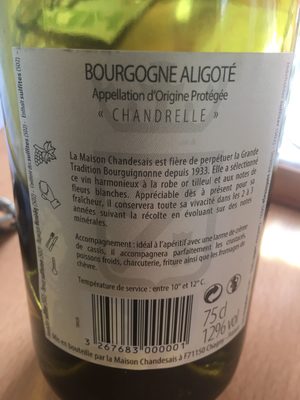 BOURGOGNE ALIGOTÉ
Appellation d'Origine Protégée
« CHANDRELLE »
La Maison Chandesais est fière de perpétuer la Grande
Tradition Bourguignonne depuis 1933. Elle a sélectionné
ce vin harmonieux à la robe or tilleul et aux notes de
fleurs blanches. Appréciable dès à présent pour sa
fraîcheur, il conservera toute sa vivacité dans les 2 à 3
années suivant la récolte en évoluant sur des notes
minérales.
Accompagnement : idéal à l'apéritif avec une larme de crème
de cassis, il accompagnera parfaitement les crustacés,
poissons froids, charcuterie, friture ainsi que les fromages de
chèvres.
Température de service : entre 10° et 12° C.
75 cl
12% vol
3 267683 000001
Mis en bouteille par la Maison Chandesais à F71150 Chagny